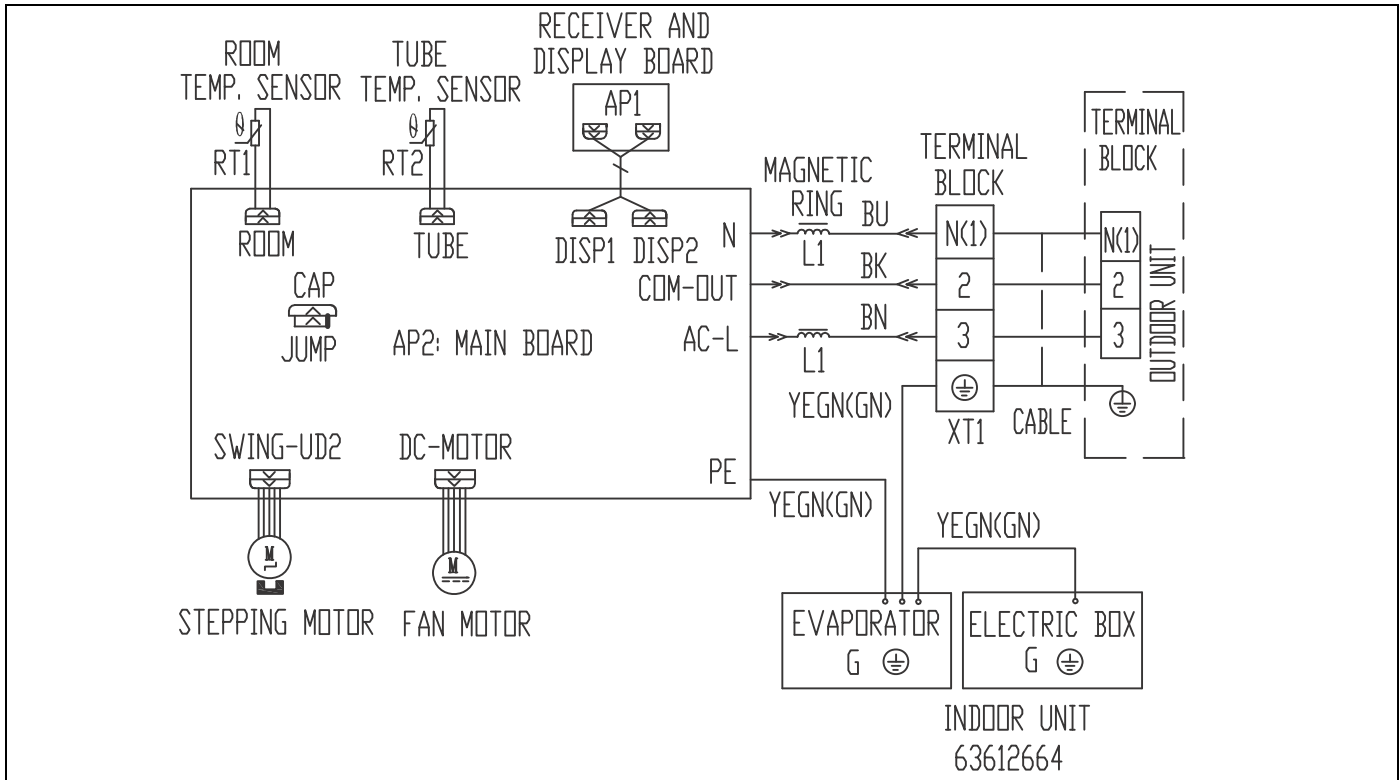 ROOM
TEMP. SENSOR
RT1
ROOM
TUBE
TEMP. SENSOR
RT2
TUBE
RECEIVER AND
DISPLAY BOARD
AP1
DISP1
DISP2
CAP
JUMP
AP2: MAIN BOARD
N
COM-OUT
AC-L
PE
MAGNETIC
RING
L1
BU
BK
BN
L1
YEGN(GN)
TERMINAL
BLOCK
N(1)
2
3
XT1
CABLE
TERMINAL
BLOCK
N(1)
2
3
OUTDOOR UNIT
SWING-UD2
M
STEPPING MOTOR
DC-MOTOR
M
FAN MOTOR
YEGN(GN)
YEGN(GN)
EVAPORATOR
G
ELECTRIC BOX
G
INDOOR UNIT
63612664